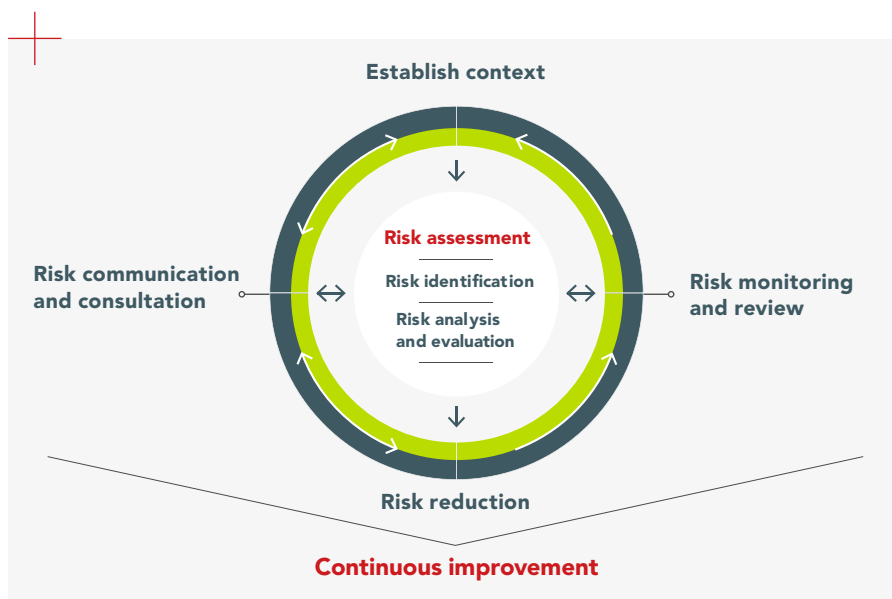 Establish context
Risk assessment
Risk communication
and consultation
Risk identification
Risk monitoring
and review
Risk analysis
and evaluation
Risk reduction
Continuous improvement